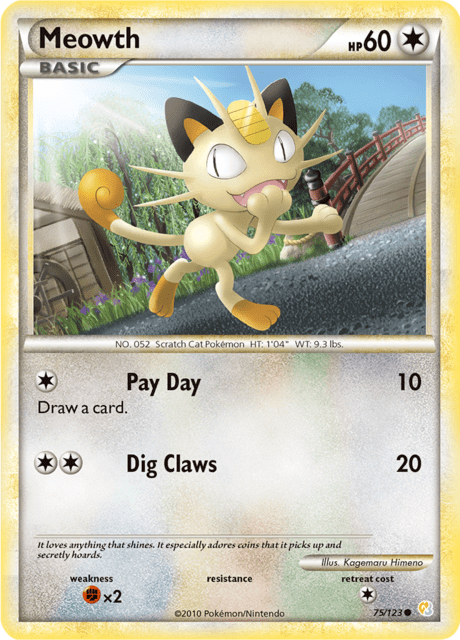 Meowth HP 60
BASIC
NO. 052 Scratch Cat Pokémon HT: 1'04" WT: 9.3 lbs.
Pay Day 10
Draw a card.
Dig Claws 20
It loves anything that shines. It especially adores coins that it picks up and
secretly hoards.
Illus. Kagemaru Himeno
weakness resistance retreat cost
×2
©2010 Pokémon/Nintendo 75/123